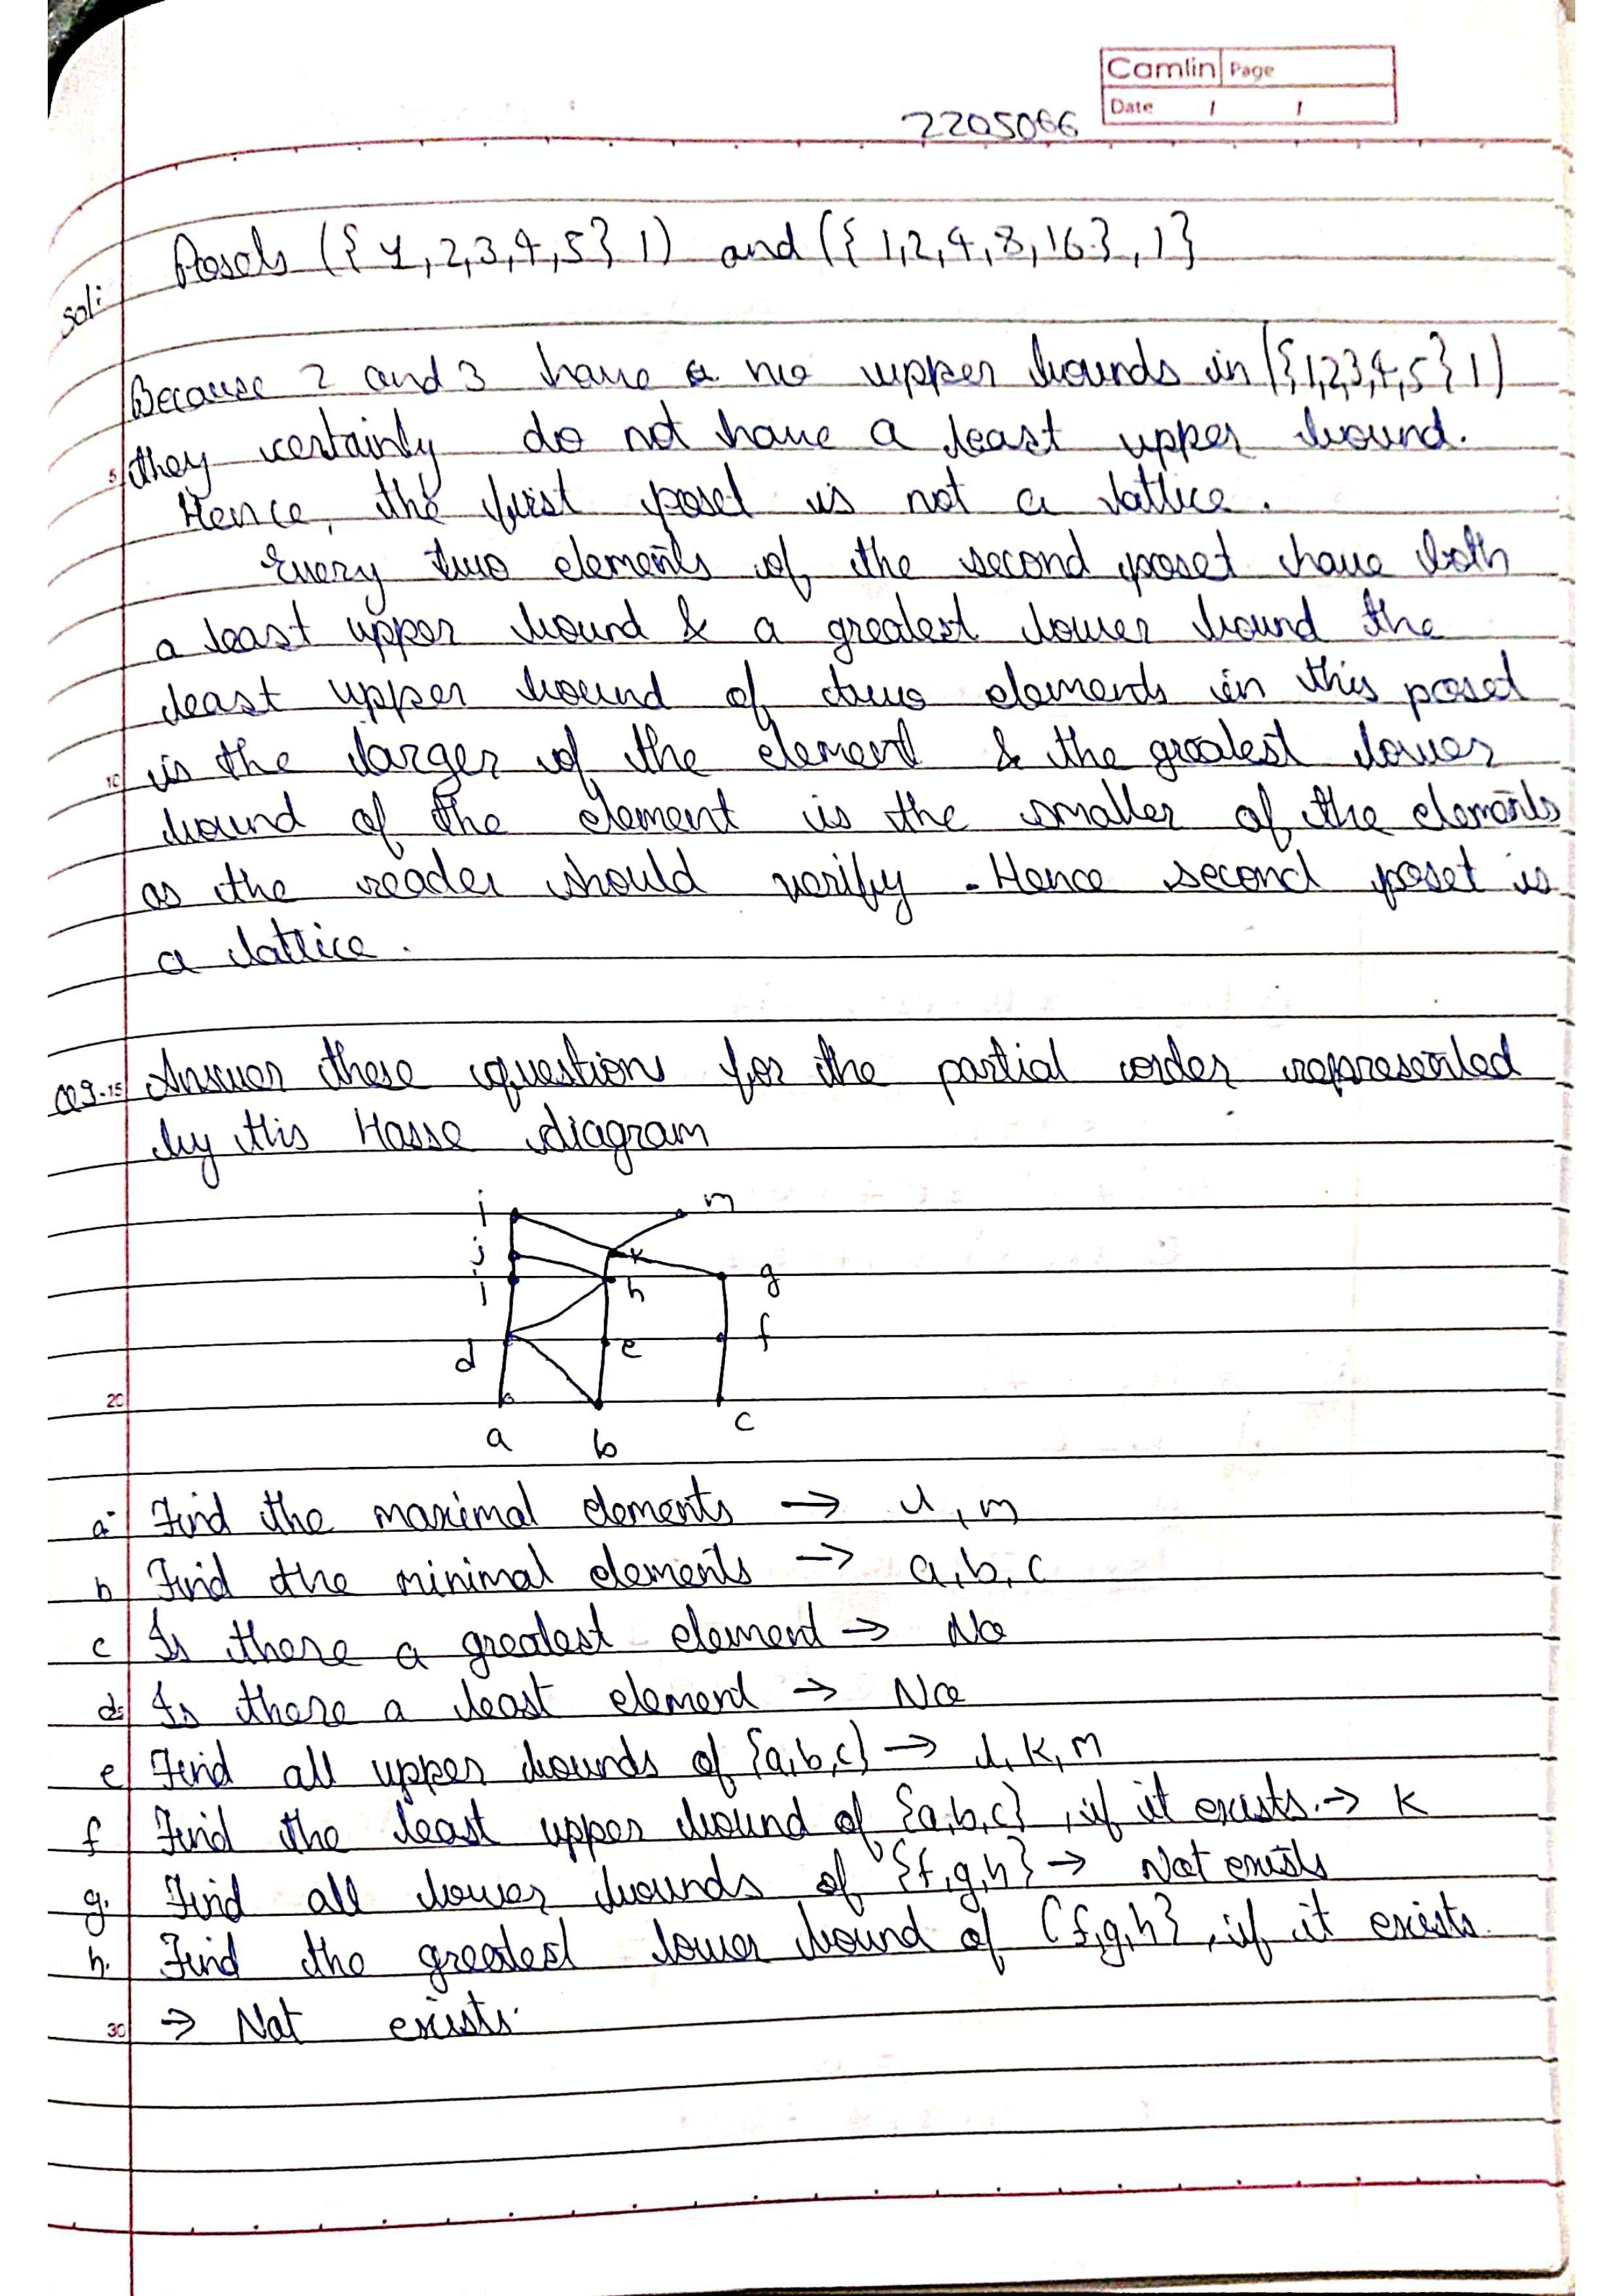 Camlin Page
Date / /
2205066
Posets ({1,2,3,4,5} 1) and ({1,2,4,8,16},1}
sol:
Because 2 and 3 have a no upper bounds in ({1,2,3,4,5} 1)
they certainly do not have a least upper bound.
Hence, the first poset is not a lattice.
Every two elements of the second poset have both
a least upper bound & a greatest lower bound the
least upper bound of two elements in this poset
is the larger of the element & the greatest lower
bound of the element is the smaller of the elements
as the reader should verify. Hence second poset is
a lattice.
Q9. Answer these question for the partial order represented
by this Hasse diagram
l m
j k
i h g
d e f
a b c
a. Find the maximal elements → l, m
b Find the minimal elements → a, b, c
c Is there a greatest element → No
d. Is there a least element → No
e Find all upper bounds of {a,b,c} → l, k, m
f Find the least upper bound of {a,b,c}, if it exists. → k
g. Find all lower bounds of {f,g,h} → Not exists
h. Find the greatest lower bound of {f,g,h}, if it exists.
→ Not exists.
5
10
15
20
30